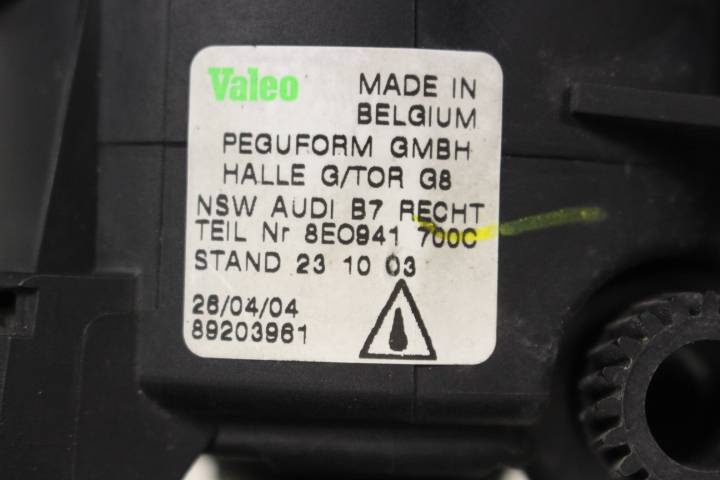 Valeo MADE IN
BELGIUM
PEGUFORM GMBH
HALLE G/TOR G8
NSW AUDI B7 RECHT
TEIL Nr 8E0941 700C
STAND 23 10 03
26/04/04
89203961